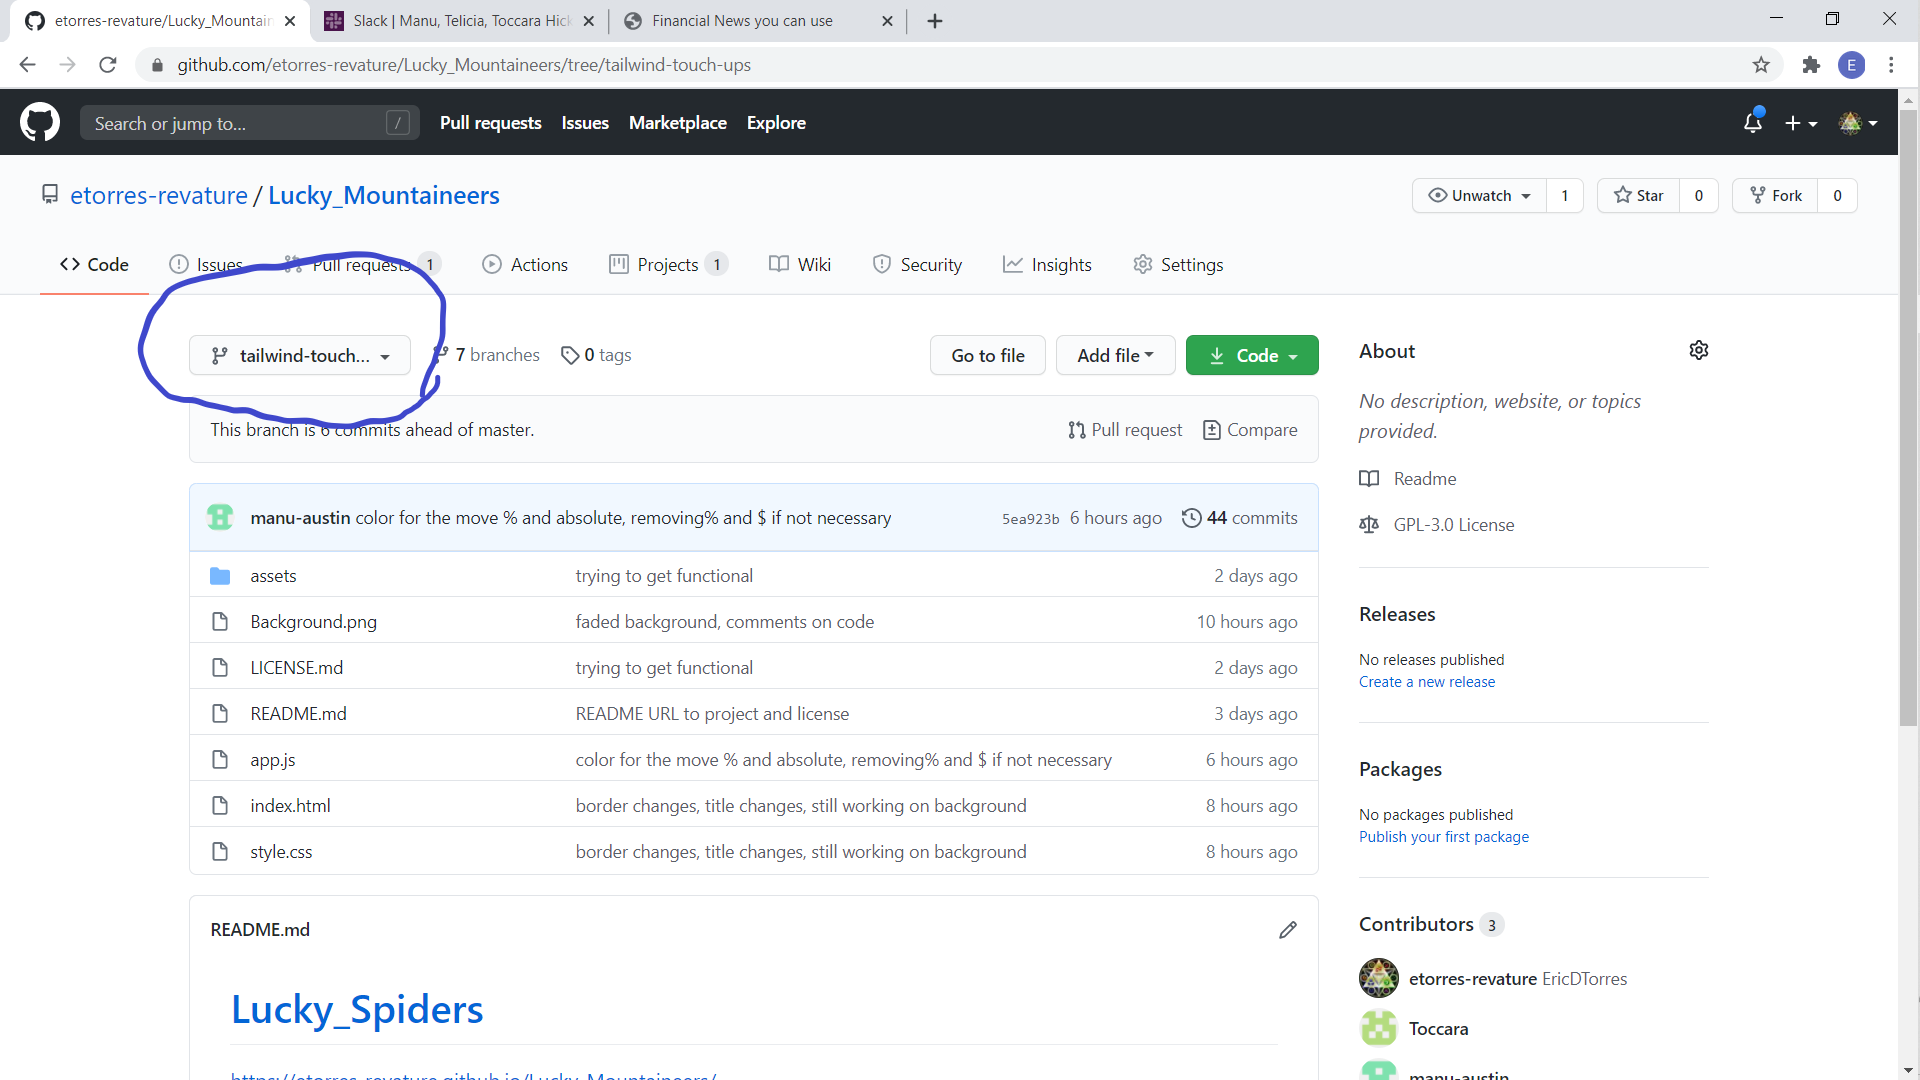 etorres-revature/Lucky_Mountain
Slack | Manu, Telicia, Toccara Hick
Financial News you can use
github.com/etorres-revature/Lucky_Mountaineers/tree/tailwind-touch-ups
E
Search or jump to...
/
Pull requests
Issues
Marketplace
Explore
etorres-revature / Lucky_Mountaineers
Unwatch 1
Star 0
Fork 0
Code
Issues
Pull requests 1
Actions
Projects 1
Wiki
Security
Insights
Settings
tailwind-touch...
7 branches
0 tags
Go to file
Add file
Code
This branch is 6 commits ahead of master.
Pull request
Compare
manu-austin color for the move % and absolute, removing% and $ if not necessary
5ea923b 6 hours ago
44 commits
assets trying to get functional 2 days ago
Background.png faded background, comments on code 10 hours ago
LICENSE.md trying to get functional 2 days ago
README.md README URL to project and license 3 days ago
app.js color for the move % and absolute, removing% and $ if not necessary 6 hours ago
index.html border changes, title changes, still working on background 8 hours ago
style.css border changes, title changes, still working on background 8 hours ago
README.md
Lucky_Spiders
https://etorres-revature.github.io/Lucky_Mountaineers/
About
No description, website, or topics
provided.
Readme
GPL-3.0 License
Releases
No releases published
Create a new release
Packages
No packages published
Publish your first package
Contributors 3
etorres-revature EricDTorres
Toccara
manu-austin